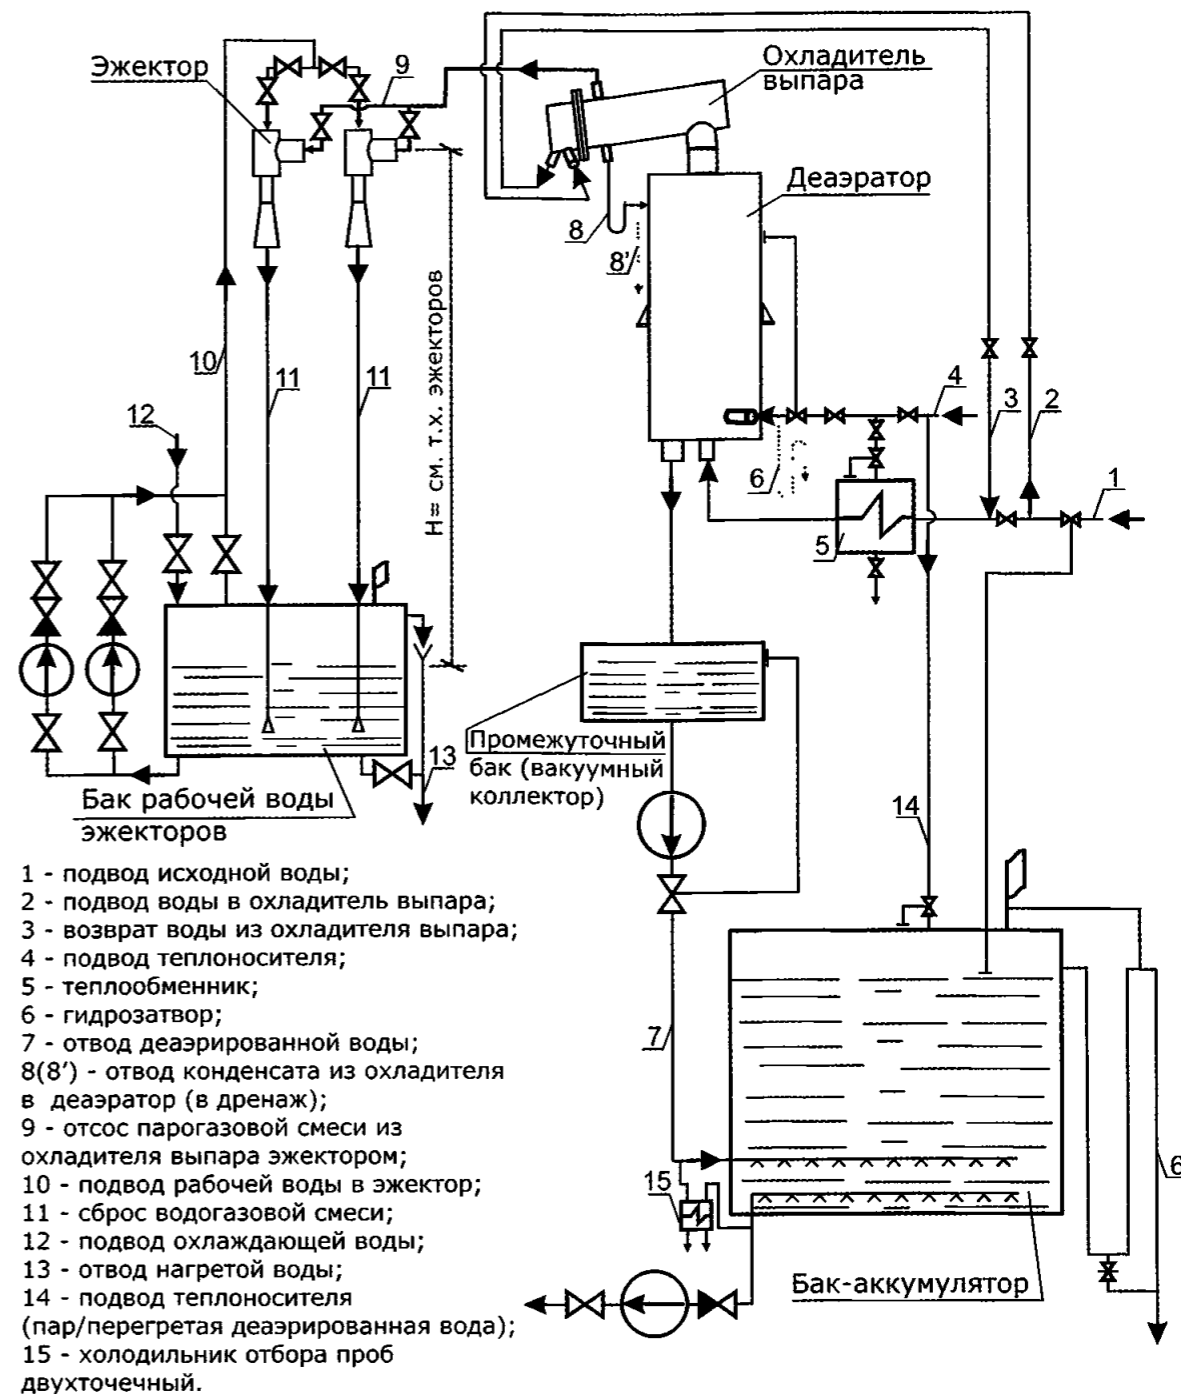 Эжектор
9
Охладитель
выпара
Деаэратор
8
8'
H= см. т.х. эжекторов
10
11
11
12
4
3
2
6
1
5
13
Промежуточный
бак (вакуумный
коллектор)
Бак рабочей воды
эжекторов
14
7
15
6
Бак-аккумулятор
1 - подвод исходной воды;
2 - подвод воды в охладитель выпара;
3 - возврат воды из охладителя выпара;
4 - подвод теплоносителя;
5 - теплообменник;
6 - гидрозатвор;
7 - отвод деаэрированной воды;
8(8') - отвод конденсата из охладителя
в деаэратор (в дренаж);
9 - отсос парогазовой смеси из
охладителя выпара эжектором;
10 - подвод рабочей воды в эжектор;
11 - сброс водогазовой смеси;
12 - подвод охлаждающей воды;
13 - отвод нагретой воды;
14 - подвод теплоносителя
(пар/перегретая деаэрированная вода);
15 - холодильник отбора проб
двухточечный.